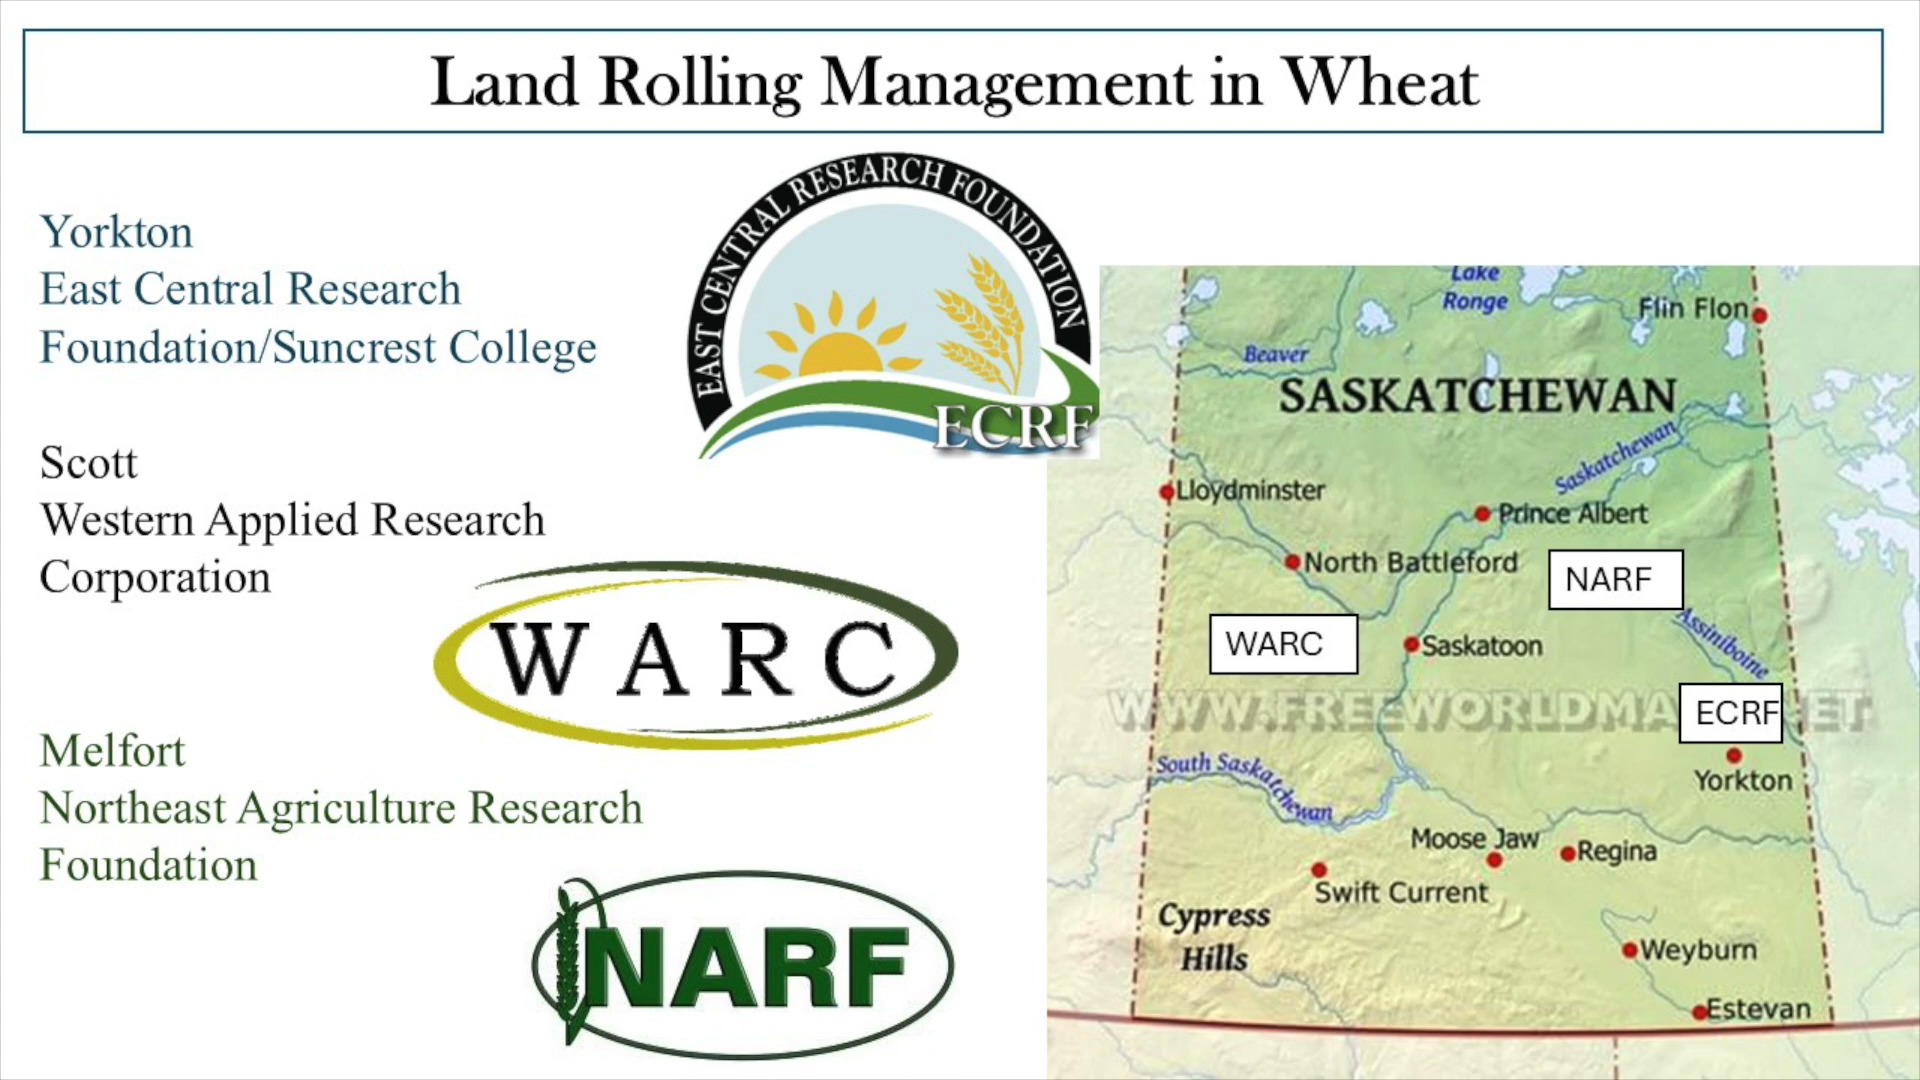 Land Rolling Management in Wheat
Yorkton
East Central Research
Foundation/Suncrest College
EAST CENTRAL RESEARCH FOUNDATION
ECRF
Scott
Western Applied Research
Corporation
WARC
Melfort
Northeast Agriculture Research
Foundation
NARF
Lake
Ronge
Flin Flon
Beaver
SASKATCHEWAN
Saskatchewan
Lloydminster
Prince Albert
North Battleford
NARF
Assiniboine
WARC
Saskatoon
WWW.FREEWORLDMA
ECRF
ET
Yorkton
South Saskatchewan
Moose Jaw
Regina
Swift Current
Cypress
Hills
Weyburn
Estevan